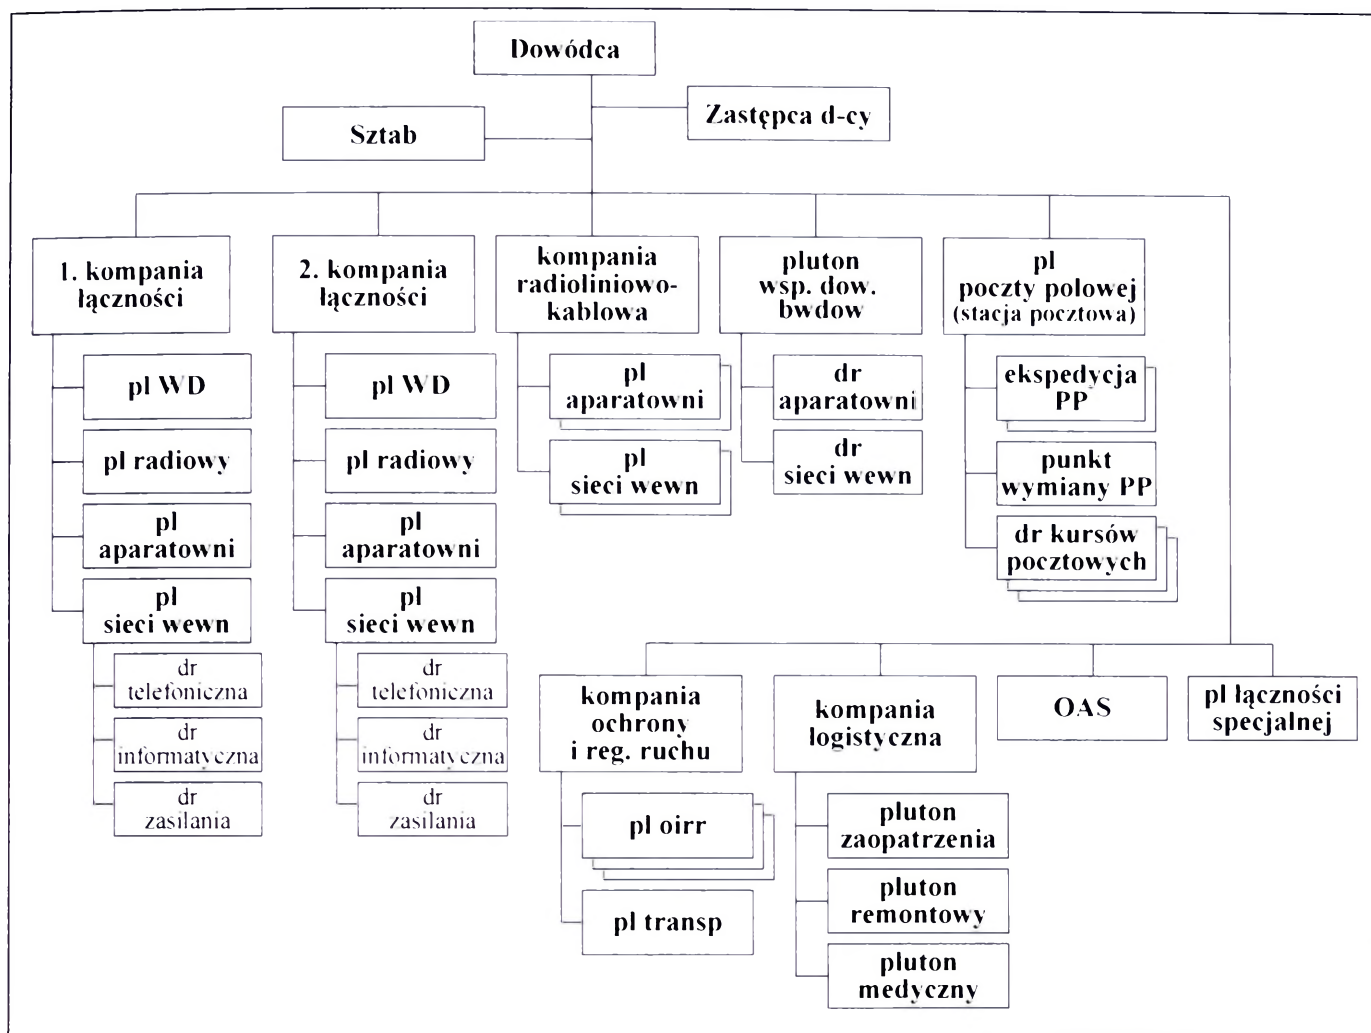 Dowódca
Zastępca d-cy
Sztab
1. kompania
łączności
2. kompania
łączności
kompania
radioliniowo-
kablowa
pluton
wsp. dow.
bwdow
pl
poczty polowej
(stacja pocztowa)
pl WD
pl radiowy
pl
aparatowni
pl
sieci wewn
dr
telefoniczna
dr
informatyczna
dr
zasilania
pl WD
pl radiowy
pl
aparatowni
pl
sieci wewn
dr
telefoniczna
dr
informatyczna
dr
zasilania
pl
aparatowni
pl
sieci wewn
dr
aparatowni
dr
sieci wewn
ekspedycja
PP
punkt
wymiany PP
dr kursów
pocztowych
kompania
ochrony
i reg. ruchu
kompania
logistyczna
OAS
pl łączności
specjalnej
pl oirr
pl transp
pluton
zaopatrzenia
pluton
remontowy
pluton
medyczny